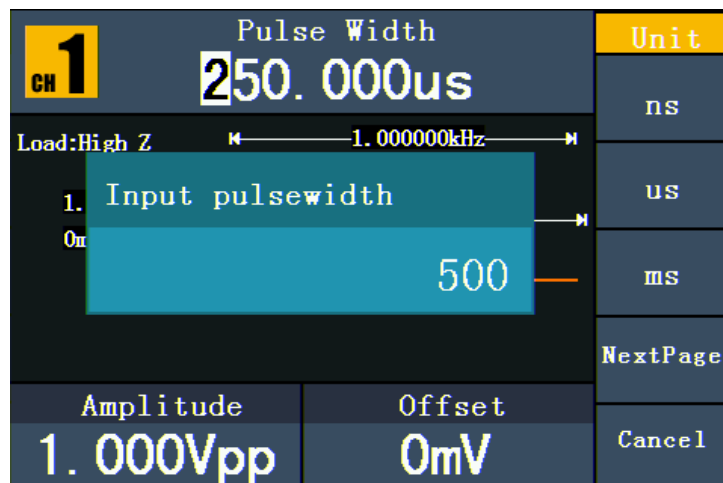 CH 1
Pulse Width
250.000us
Unit
ns
us
ms
NextPage
Cancel
Load:High Z
1.000000kHz
1.
0m
Input pulsewidth
500
Amplitude
1.000Vpp
Offset
0mV